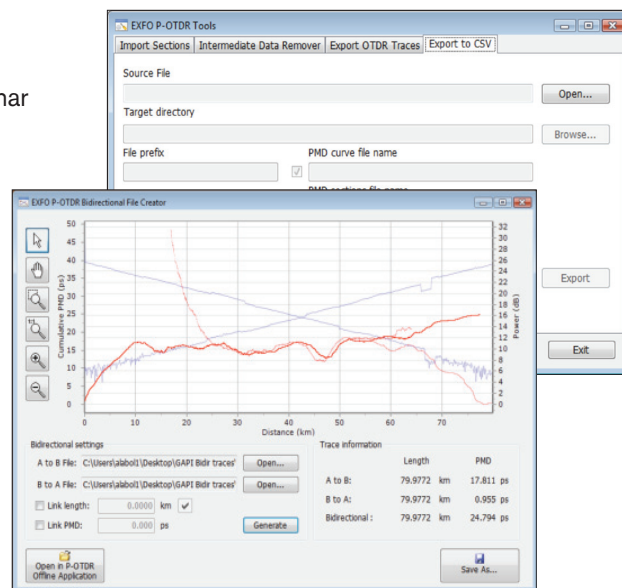 nar
EXFO P-OTDR Tools
Import Sections Intermediate Data Remover Export OTDR Traces Export to CSV
Source File
Open...
Target directory
Browse...
File prefix PMD curve file name
Export
Exit
EXFO P-OTDR Bidirectional File Creator
Cumulative PMD (ps)
50
45
40
35
30
25
20
15
10
5
0
32
30
28
26
24
22
20
18
16
14
12
10
8
6
4
2
0
Power (dB)
0 10 20 30 40 50 60 70
Distance (km)
1:1
Bidirectional settings
A to B File: C:\Users\alabol1\Desktop\GAPI Bidir traces' Open...
B to A File: C:\Users\alabol1\Desktop\GAPI Bidir traces' Open...
Link length: 0.0000 km
Link PMD: 0.000 ps Generate
Trace information
Length PMD
A to B: 79.9772 km 17.811 ps
B to A: 79.9772 km 0.955 ps
Bidirectional : 79.9772 km 24.794 ps
Open in P-OTDR
Offline Application
Save As...